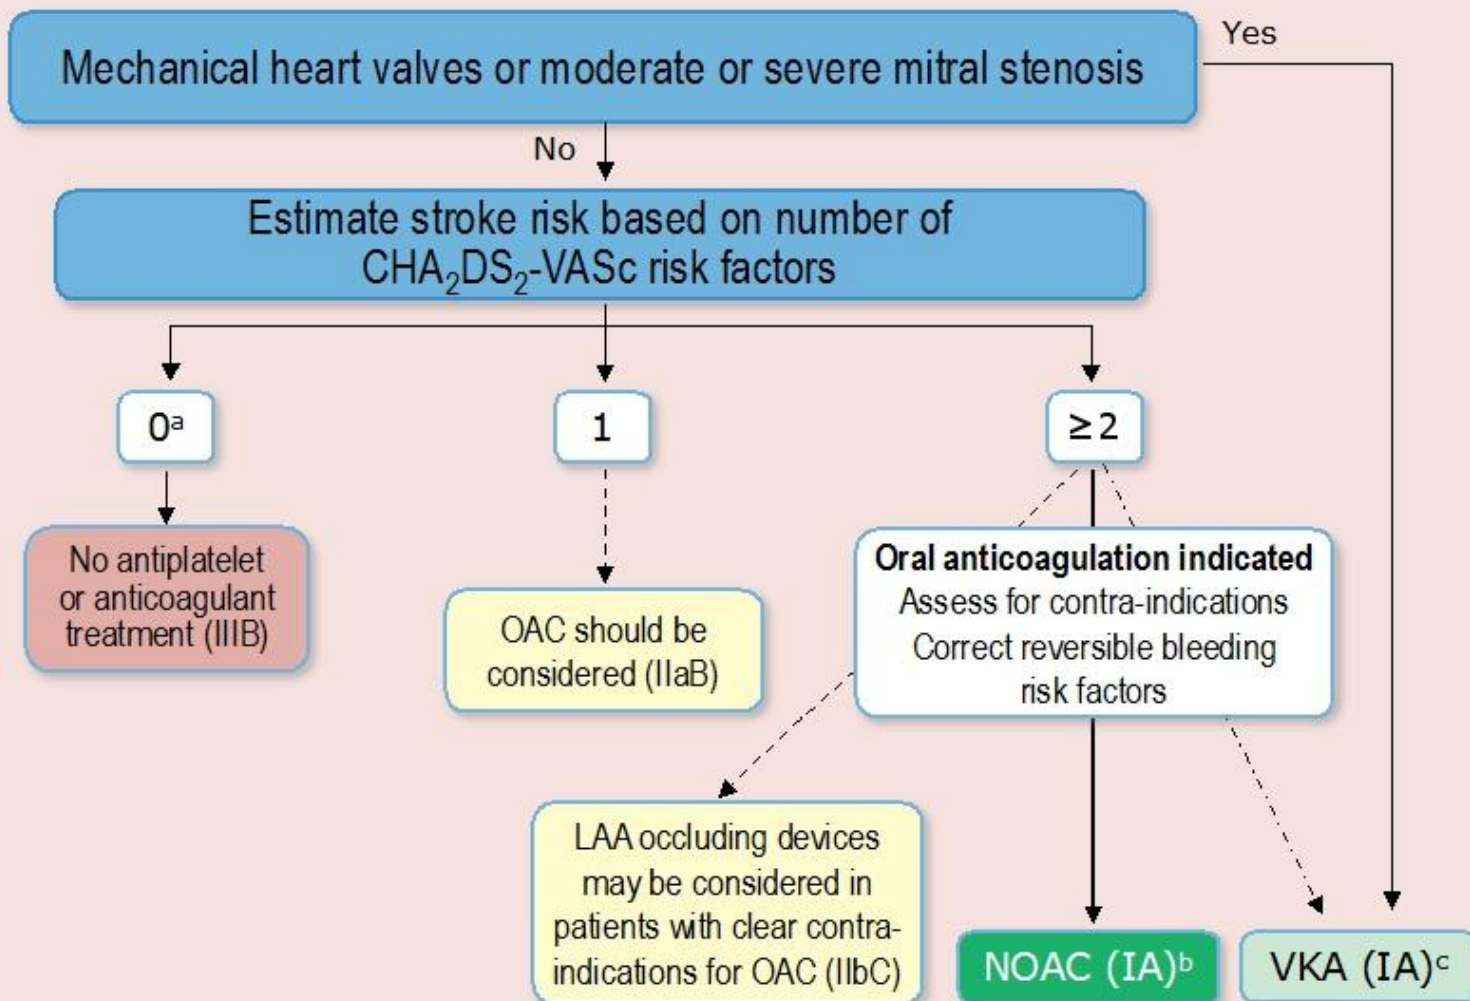 Mechanical heart valves or moderate or severe mitral stenosis
Yes
No
Estimate stroke risk based on number of
CHA₂DS₂-VASc risk factors
0ᵃ
1
≥2
No antiplatelet
or anticoagulant
treatment (IIIB)
OAC should be
considered (IIaB)
Oral anticoagulation indicated
Assess for contra-indications
Correct reversible bleeding
risk factors
LAA occluding devices
may be considered in
patients with clear contra-
indications for OAC (IIbC)
NOAC (IA)ᵇ
VKA (IA)ᶜ